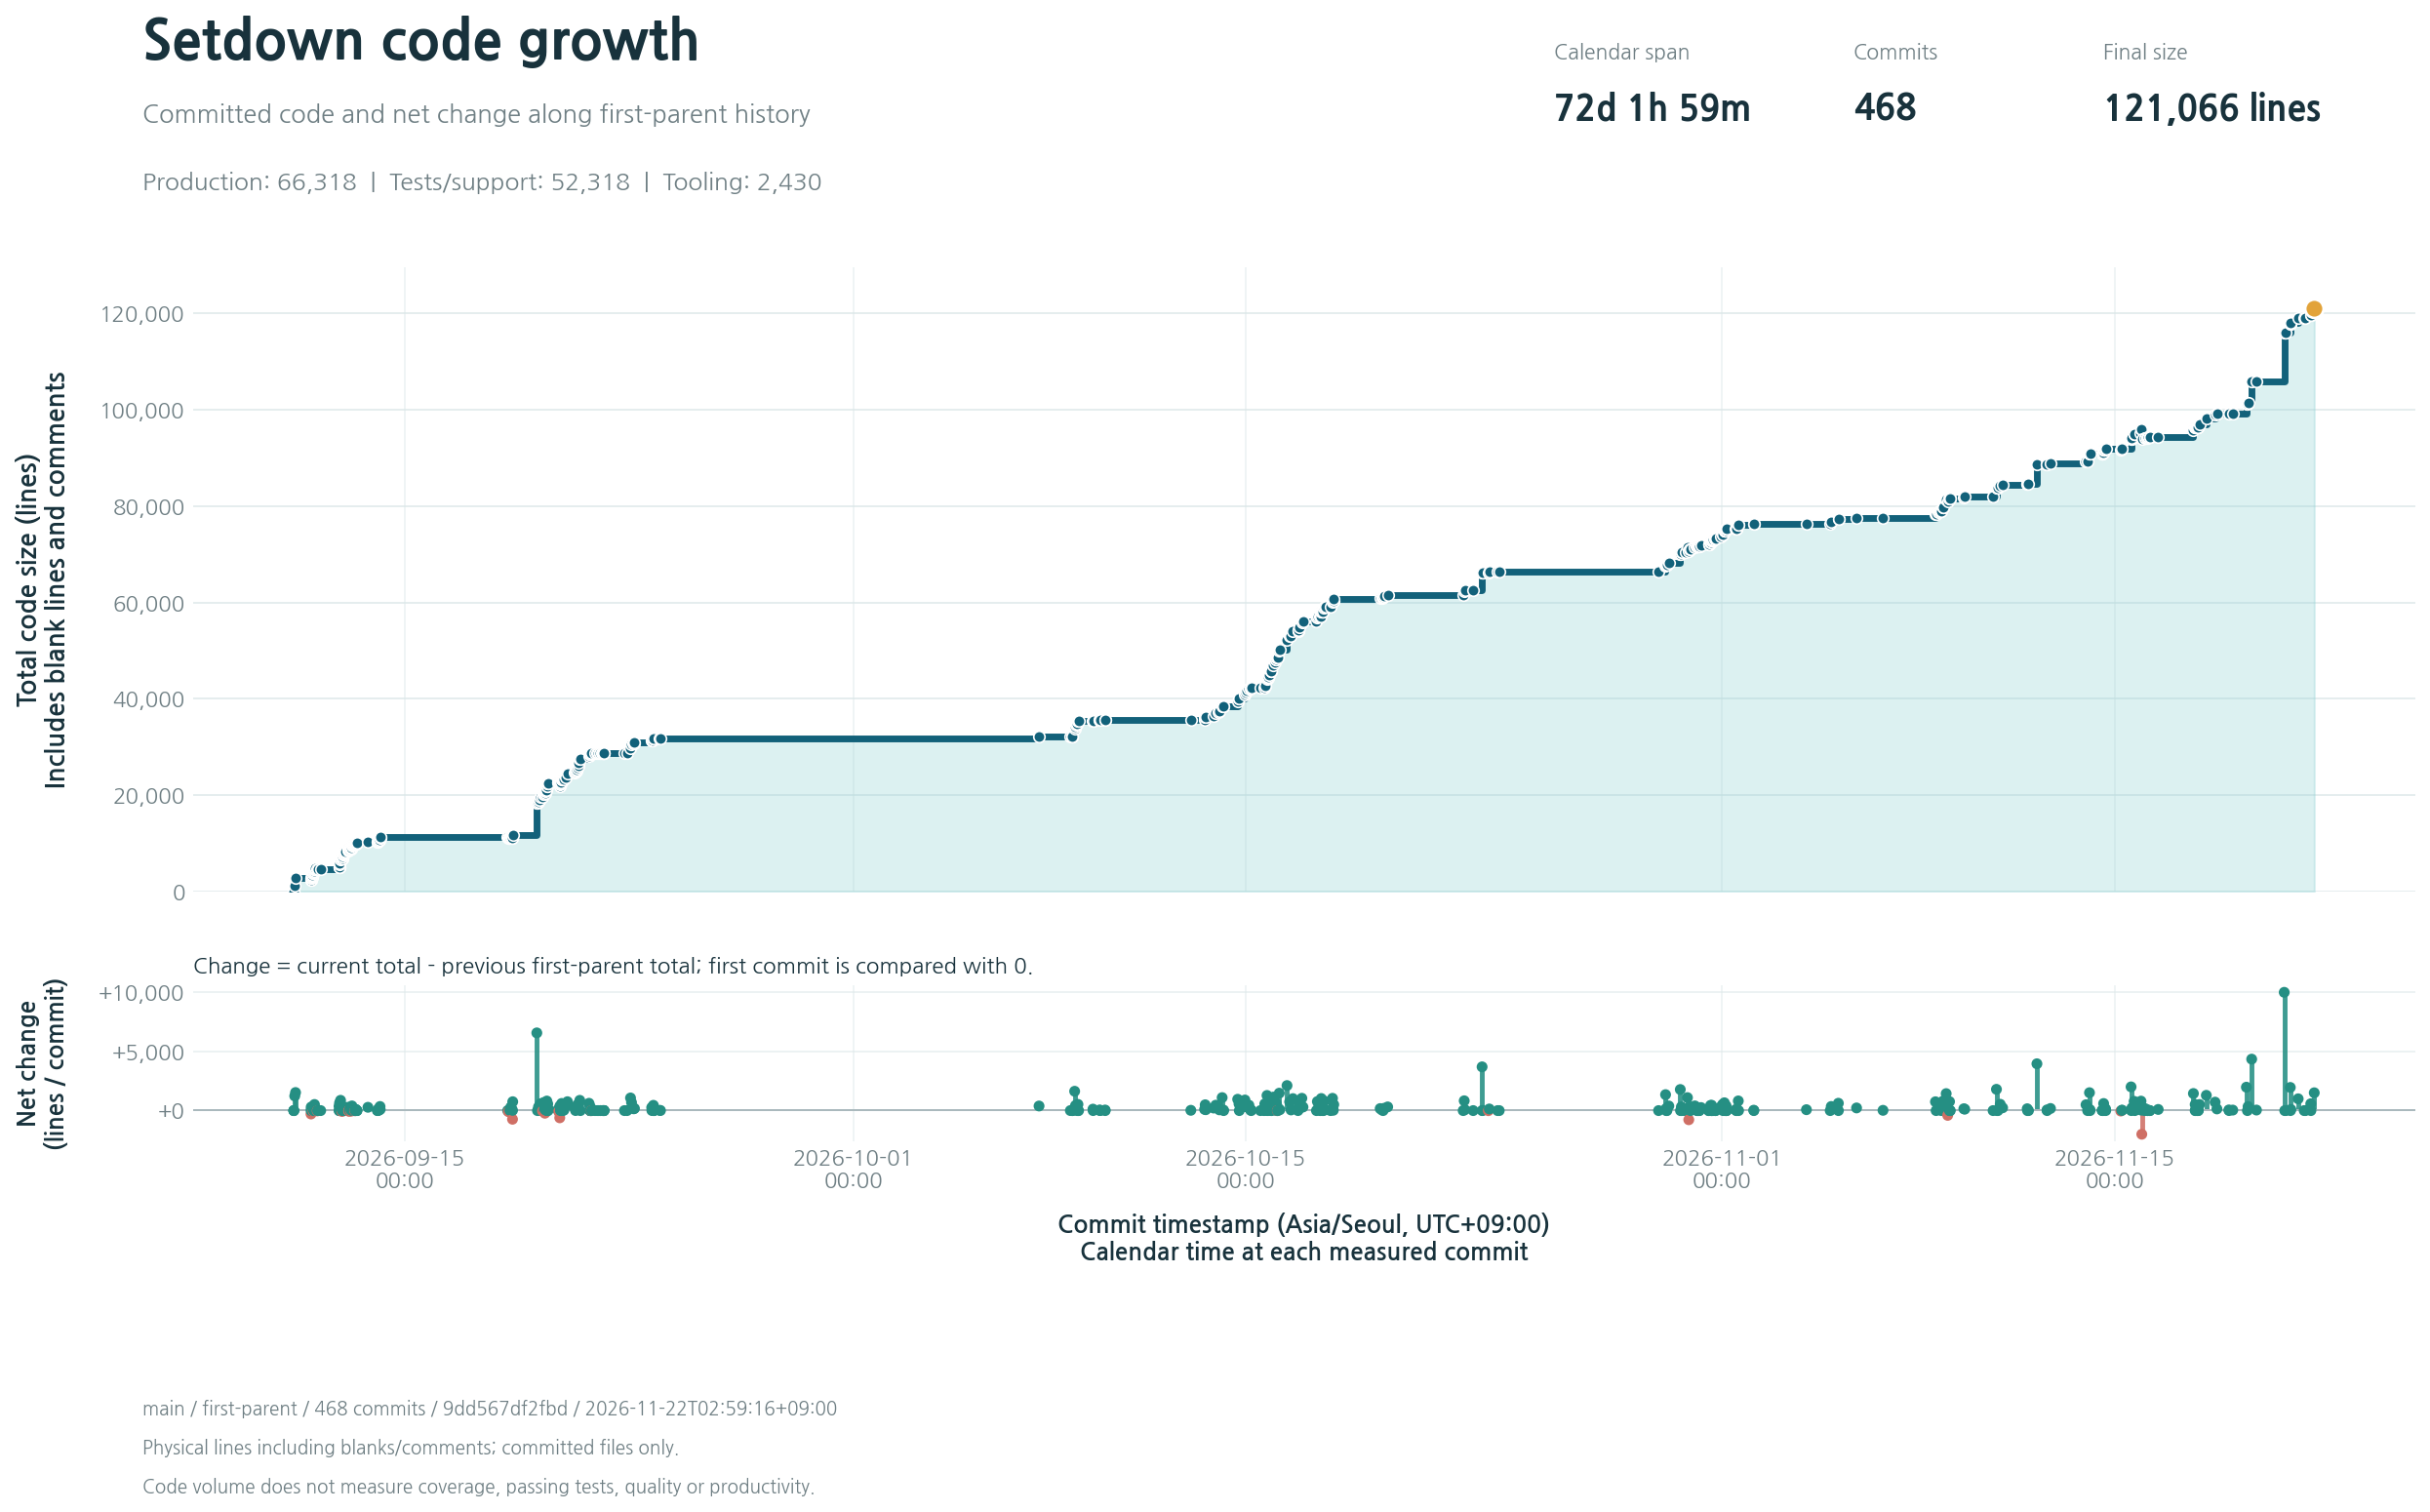 Setdown code growth
Committed code and net change along first-parent history
Production: 66,318 | Tests/support: 52,318 | Tooling: 2,430
Calendar span
72d 1h 59m
Commits
468
Final size
121,066 lines
Total code size (lines)
Includes blank lines and comments
120,000
100,000
80,000
60,000
40,000
20,000
0
Change = current total - previous first-parent total; first commit is compared with 0.
Net change
(lines / commit)
+10,000
+5,000
+0
2026-09-15
00:00
2026-10-01
00:00
2026-10-15
00:00
2026-11-01
00:00
2026-11-15
00:00
Commit timestamp (Asia/Seoul, UTC+09:00)
Calendar time at each measured commit
main / first-parent / 468 commits / 9dd567df2fbd / 2026-11-22T02:59:16+09:00
Physical lines including blanks/comments; committed files only.
Code volume does not measure coverage, passing tests, quality or productivity.